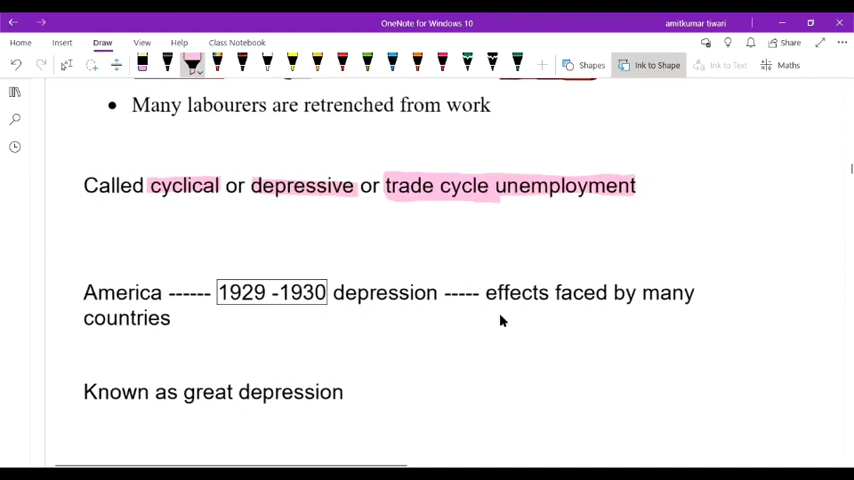 OneNote for Windows 10
amitkumar tiwari
Home Insert Draw View Help Class Notebook
Share
Shapes Ink to Shape Ink to Text Maths
• Many labourers are retrenched from work
Called cyclical or depressive or trade cycle unemployment
America ------ 1929 -1930 depression ----- effects faced by many
countries
Known as great depression